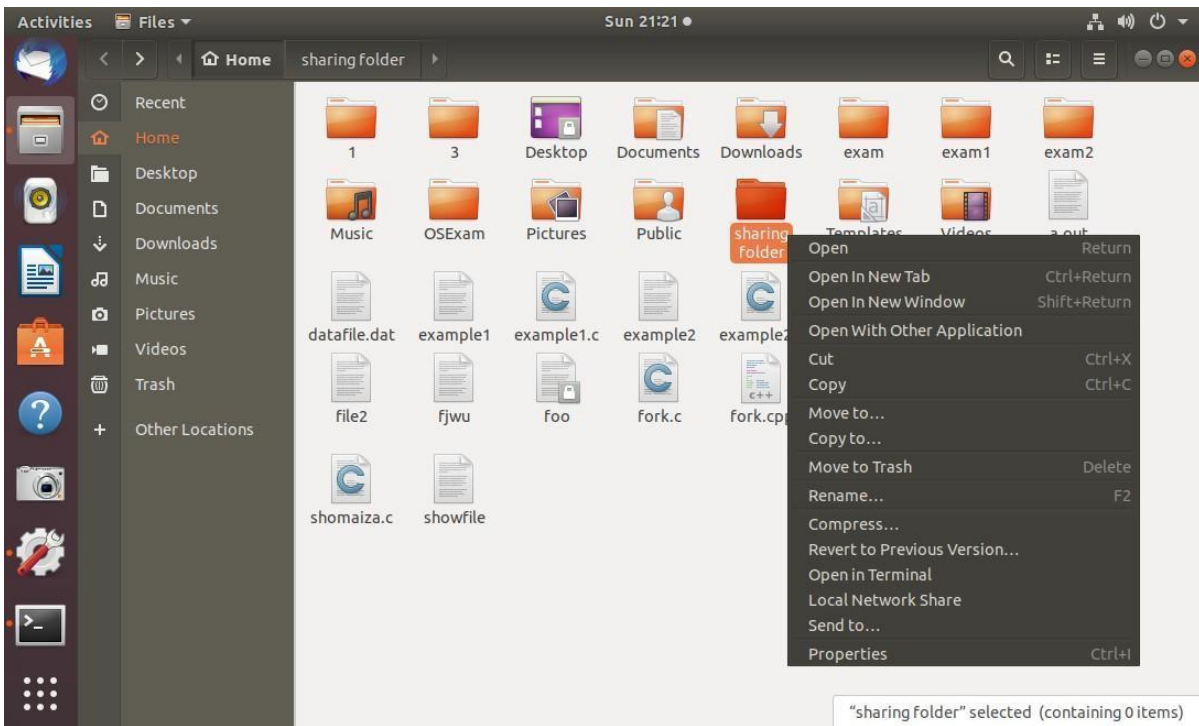 Activities Files Sun 21:21
Home sharing folder
Recent
Home
Desktop
Documents
Downloads
Music
Pictures
Videos
Trash
Other Locations
1 3 Desktop Documents Downloads exam exam1 exam2
Music OSExam Pictures Public sharing folder Templates Videos a.out
datafile.dat example1 example1.c example2
file2 fjwu foo fork.c fork.cpp
C++
shomaiza.c showfile
Open Return
Open In New Tab Ctrl+Return
Open In New Window Shift+Return
Open With Other Application
Cut Ctrl+X
Copy Ctrl+C
Move to...
Copy to...
Move to Trash Delete
Rename... F2
Compress...
Revert to Previous Version...
Open in Terminal
Local Network Share
Send to...
Properties Ctrl+I
"sharing folder" selected (containing 0 items)